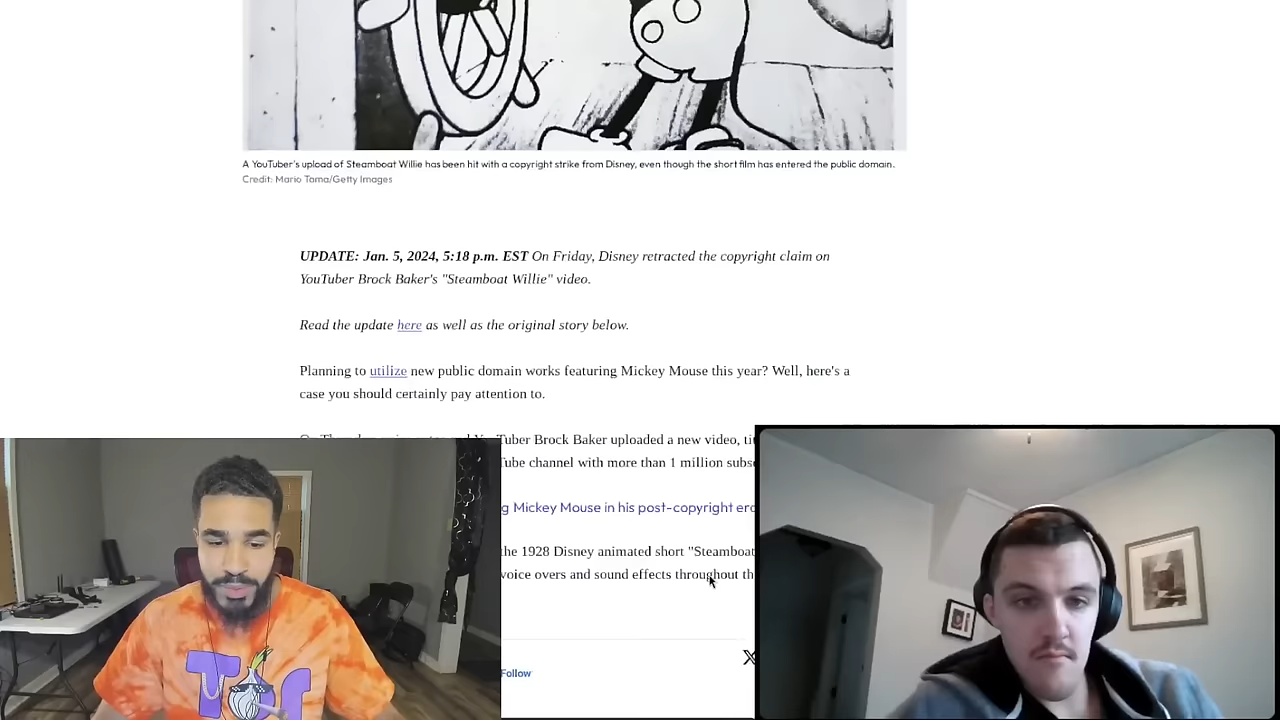 A YouTuber's upload of Steamboat Willie has been hit with a copyright strike from Disney, even though the short film has entered the public domain.
Credit: Mario Tama/Getty Images
UPDATE: Jan. 5, 2024, 5:18 p.m. EST On Friday, Disney retracted the copyright claim on
YouTuber Brock Baker's "Steamboat Willie" video.
Read the update here as well as the original story below.
Planning to utilize new public domain works featuring Mickey Mouse this year? Well, here's a
case you should certainly pay attention to.
Tuber Brock Baker uploaded a new video,
Tube channel with more than 1 million
g Mickey Mouse in his post-copyright
the 1928 Disney animated short "Steamboat
voice overs and sound effects throughout
Follow